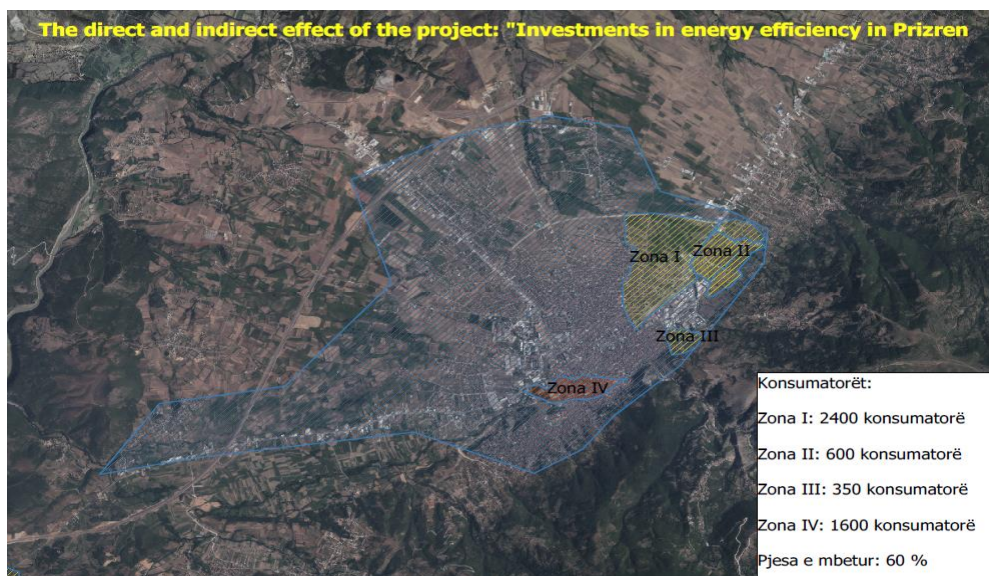 The direct and indirect effect of the project: "Investments in energy efficiency in Prizren
Zona I
Zona II
Zona III
Zona IV
Konsumatorët:
Zona I: 2400 konsumatorë
Zona II: 600 konsumatorë
Zona III: 350 konsumatorë
Zona IV: 1600 konsumatorë
Pjesa e mbetur: 60 %